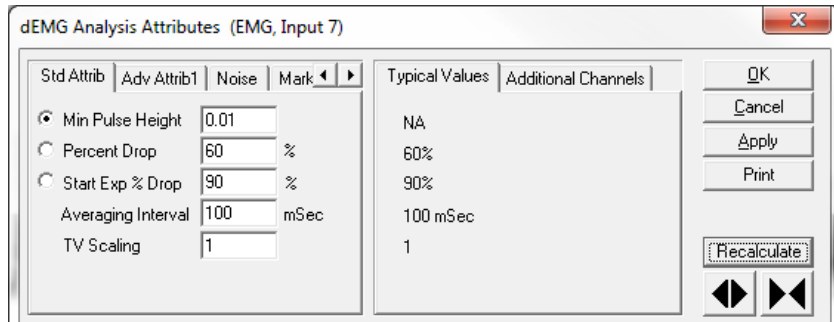 dEMG Analysis Attributes (EMG, Input 7)
Std Attrib Adv Attrib1 Noise Mark Typical Values Additional Channels OK
Min Pulse Height 0.01 NA Cancel
Percent Drop 60 % 60% Apply
Start Exp % Drop 90 % 90% Print
Averaging Interval 100 mSec 100 mSec
TV Scaling 1 1 Recalculate